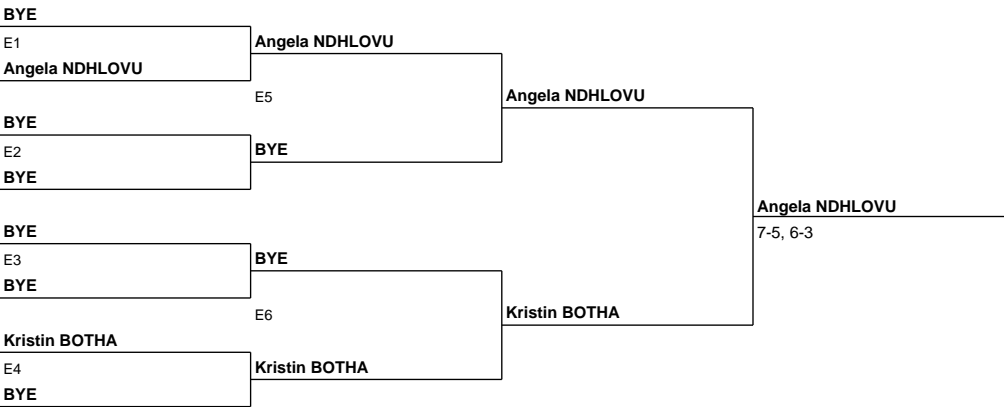 BYE
E1
Angela NDHLOVU
Angela NDHLOVU
E5
Angela NDHLOVU
BYE
E2
BYE
BYE
Angela NDHLOVU
7-5, 6-3
BYE
E3
BYE
BYE
E6
Kristin BOTHA
Kristin BOTHA
E4
Kristin BOTHA
BYE